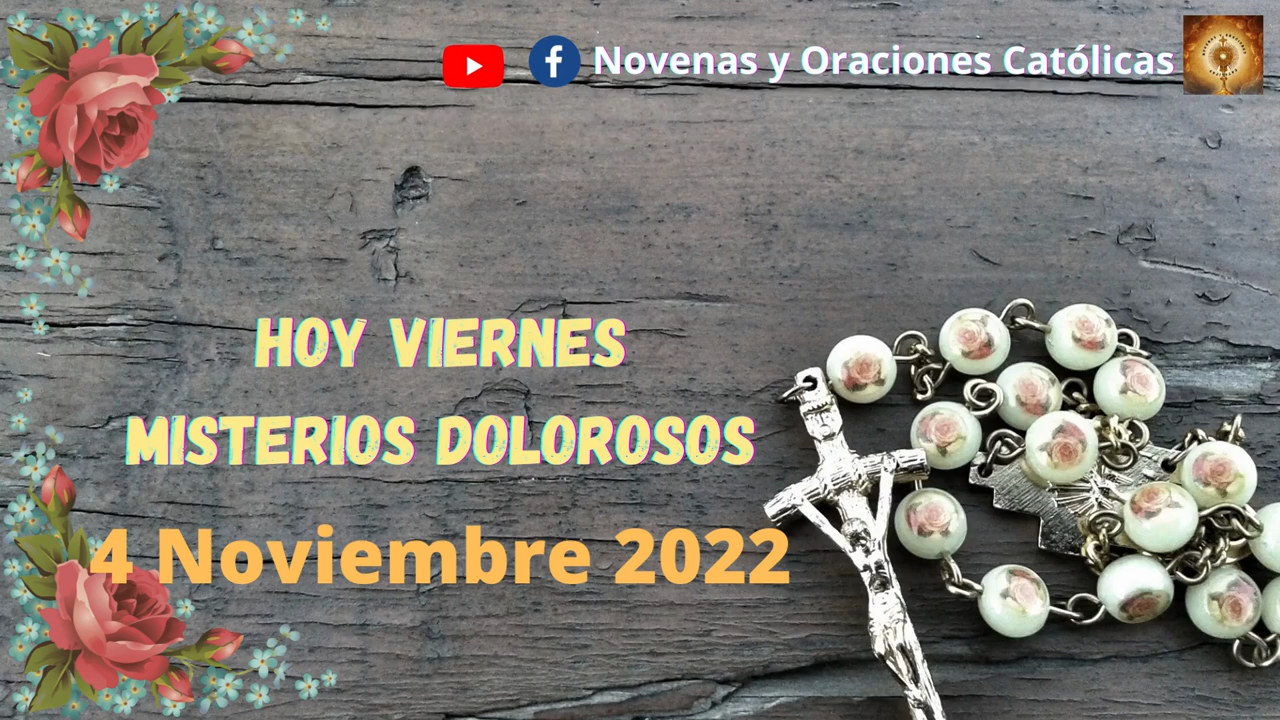 Novenas y Oraciones Católicas
HOY VIERNES
MISTERIOS DOLOROSOS
4 Noviembre 2022